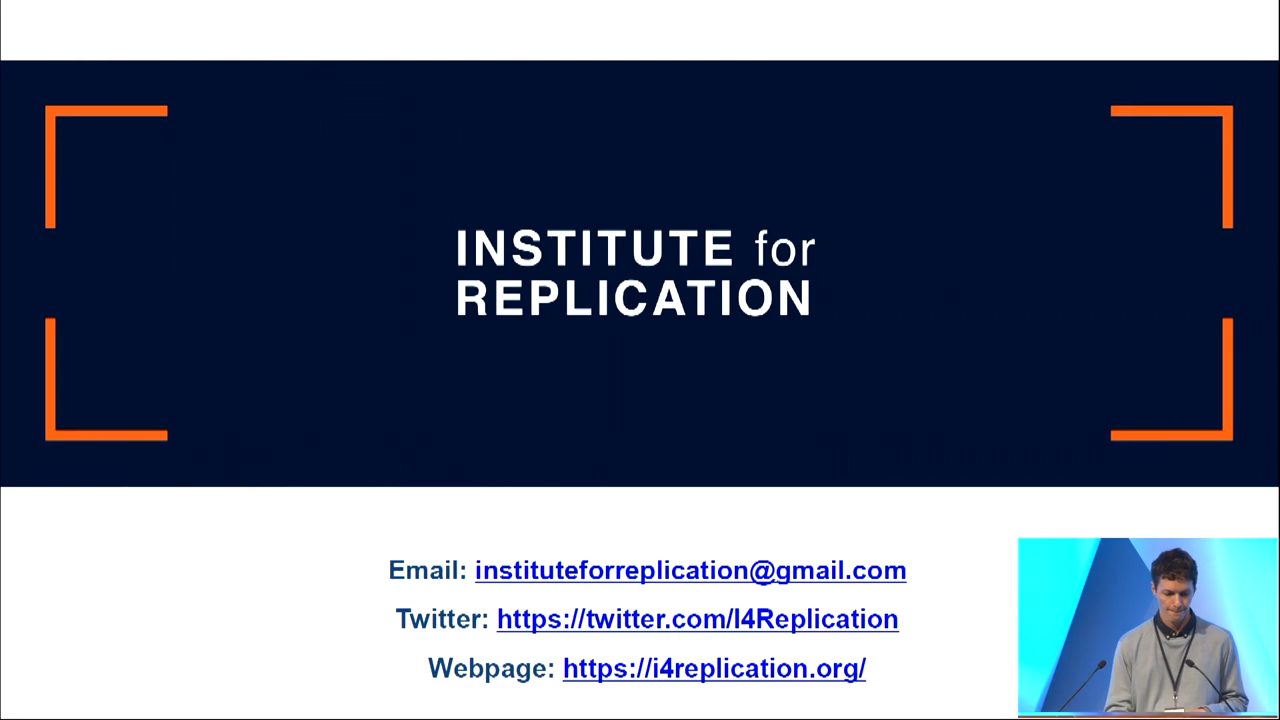 INSTITUTE for
REPLICATION
Email: instituteforreplication@gmail.com
Twitter: https://twitter.com/I4Replication
Webpage: https://i4replication.org/